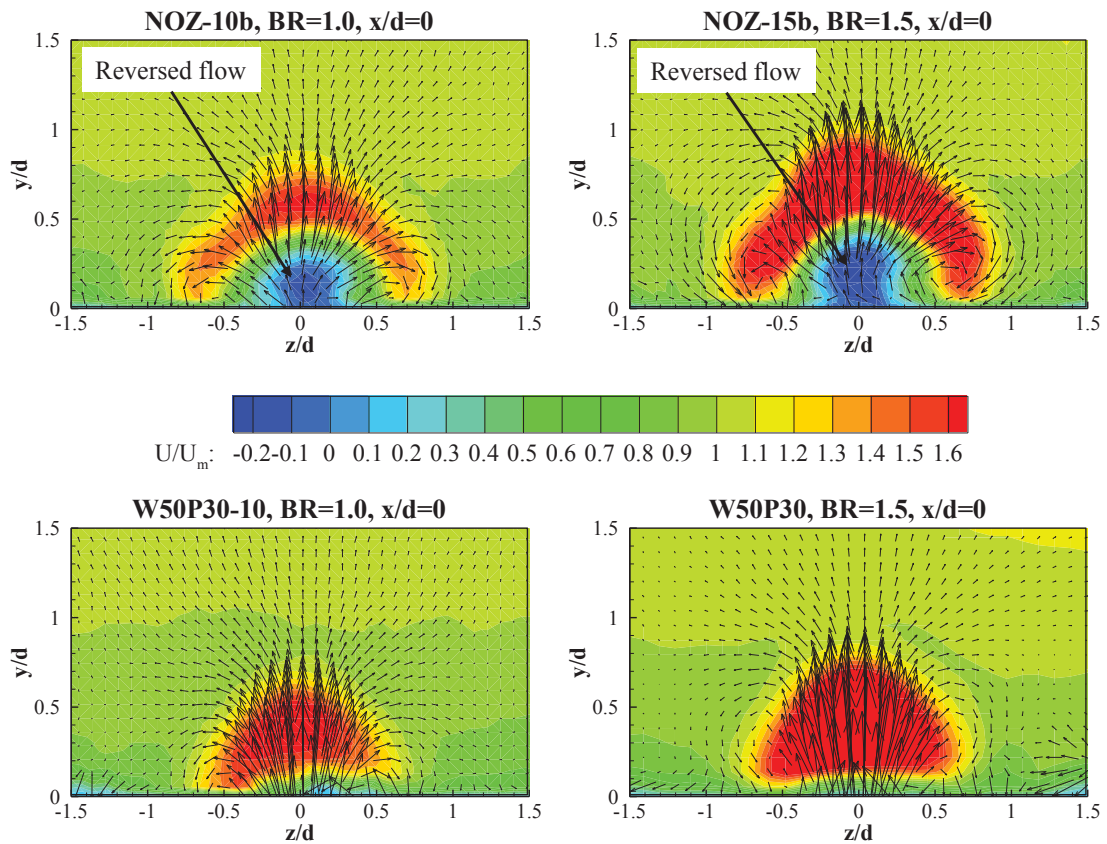 NOZ-10b, BR=1.0, x/d=0
1.5
1
0.5
0
y/d
Reversed flow
-1.5 -1 -0.5 0 0.5 1 1.5
z/d
NOZ-15b, BR=1.5, x/d=0
1.5
1
0.5
0
y/d
Reversed flow
-1.5 -1 -0.5 0 0.5 1 1.5
z/d
U/Um: -0.2 -0.1 0 0.1 0.2 0.3 0.4 0.5 0.6 0.7 0.8 0.9 1 1.1 1.2 1.3 1.4 1.5 1.6
W50P30-10, BR=1.0, x/d=0
1.5
1
0.5
0
y/d
-1.5 -1 -0.5 0 0.5 1 1.5
z/d
W50P30, BR=1.5, x/d=0
1.5
1
0.5
0
y/d
-1.5 -1 -0.5 0 0.5 1 1.5
z/d